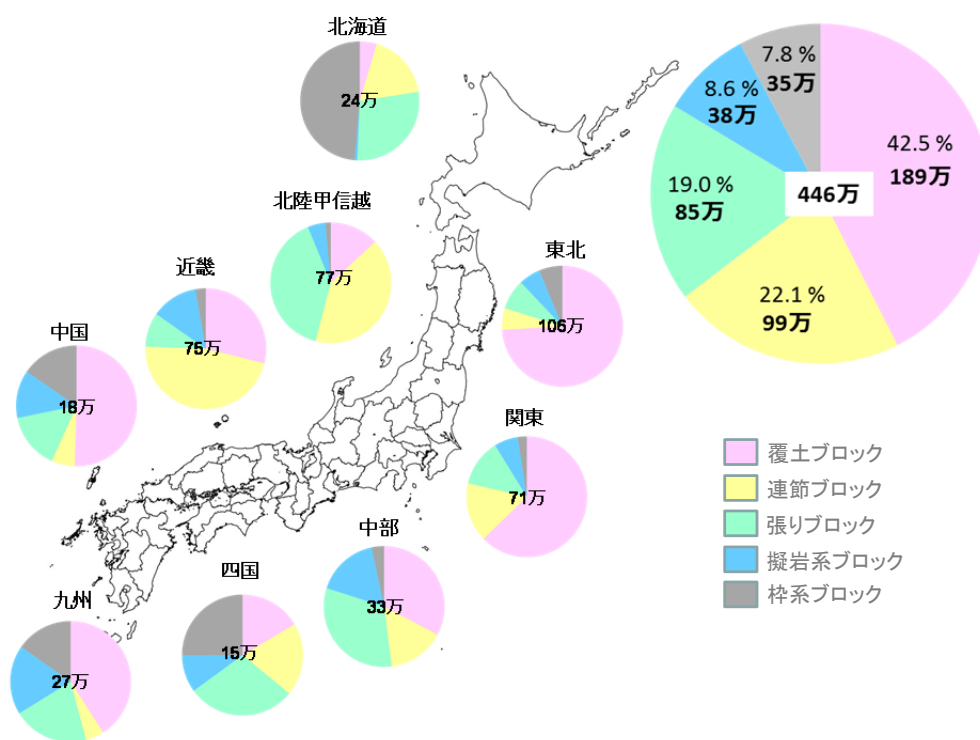 北海道
24万
北陸甲信越
77万
近畿
75万
中国
18万
東北
106万
関東
71万
中部
33万
四国
15万
九州
27万
7.8 %
35万
8.6 %
38万
42.5 %
189万
19.0 %
85万
446万
22.1 %
99万
覆土ブロック
連節ブロック
張りブロック
擬岩系ブロック
枠系ブロック